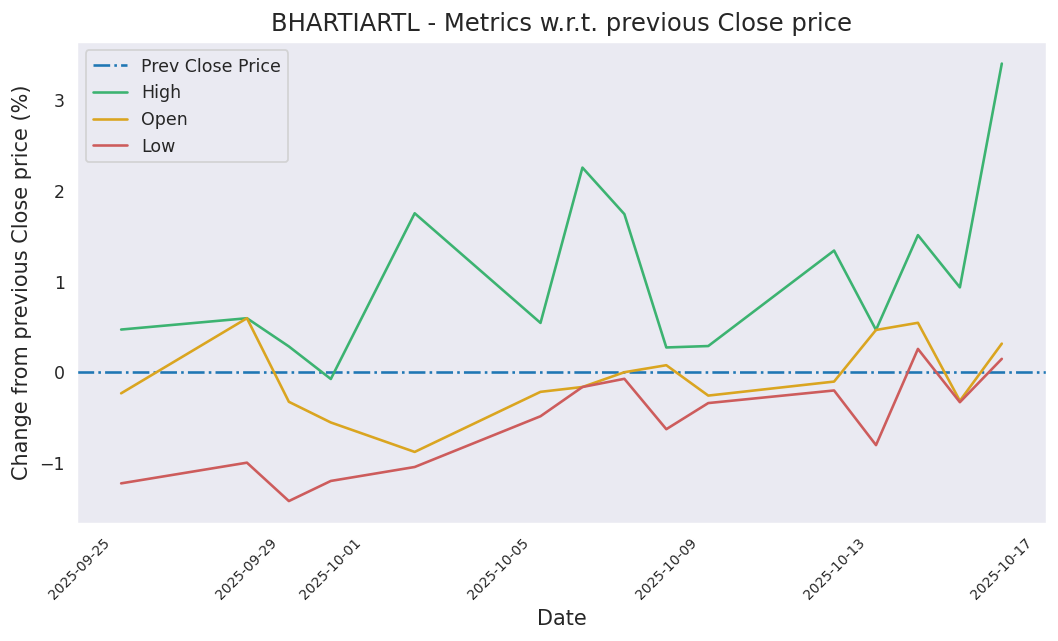 BHARTIARTL - Metrics w.r.t. previous Close price
Prev Close Price
High
Open
Low
Change from previous Close price (%)
3
2
1
0
−1
2025-09-25
2025-09-29
2025-10-01
2025-10-05
2025-10-09
2025-10-13
2025-10-17
Date